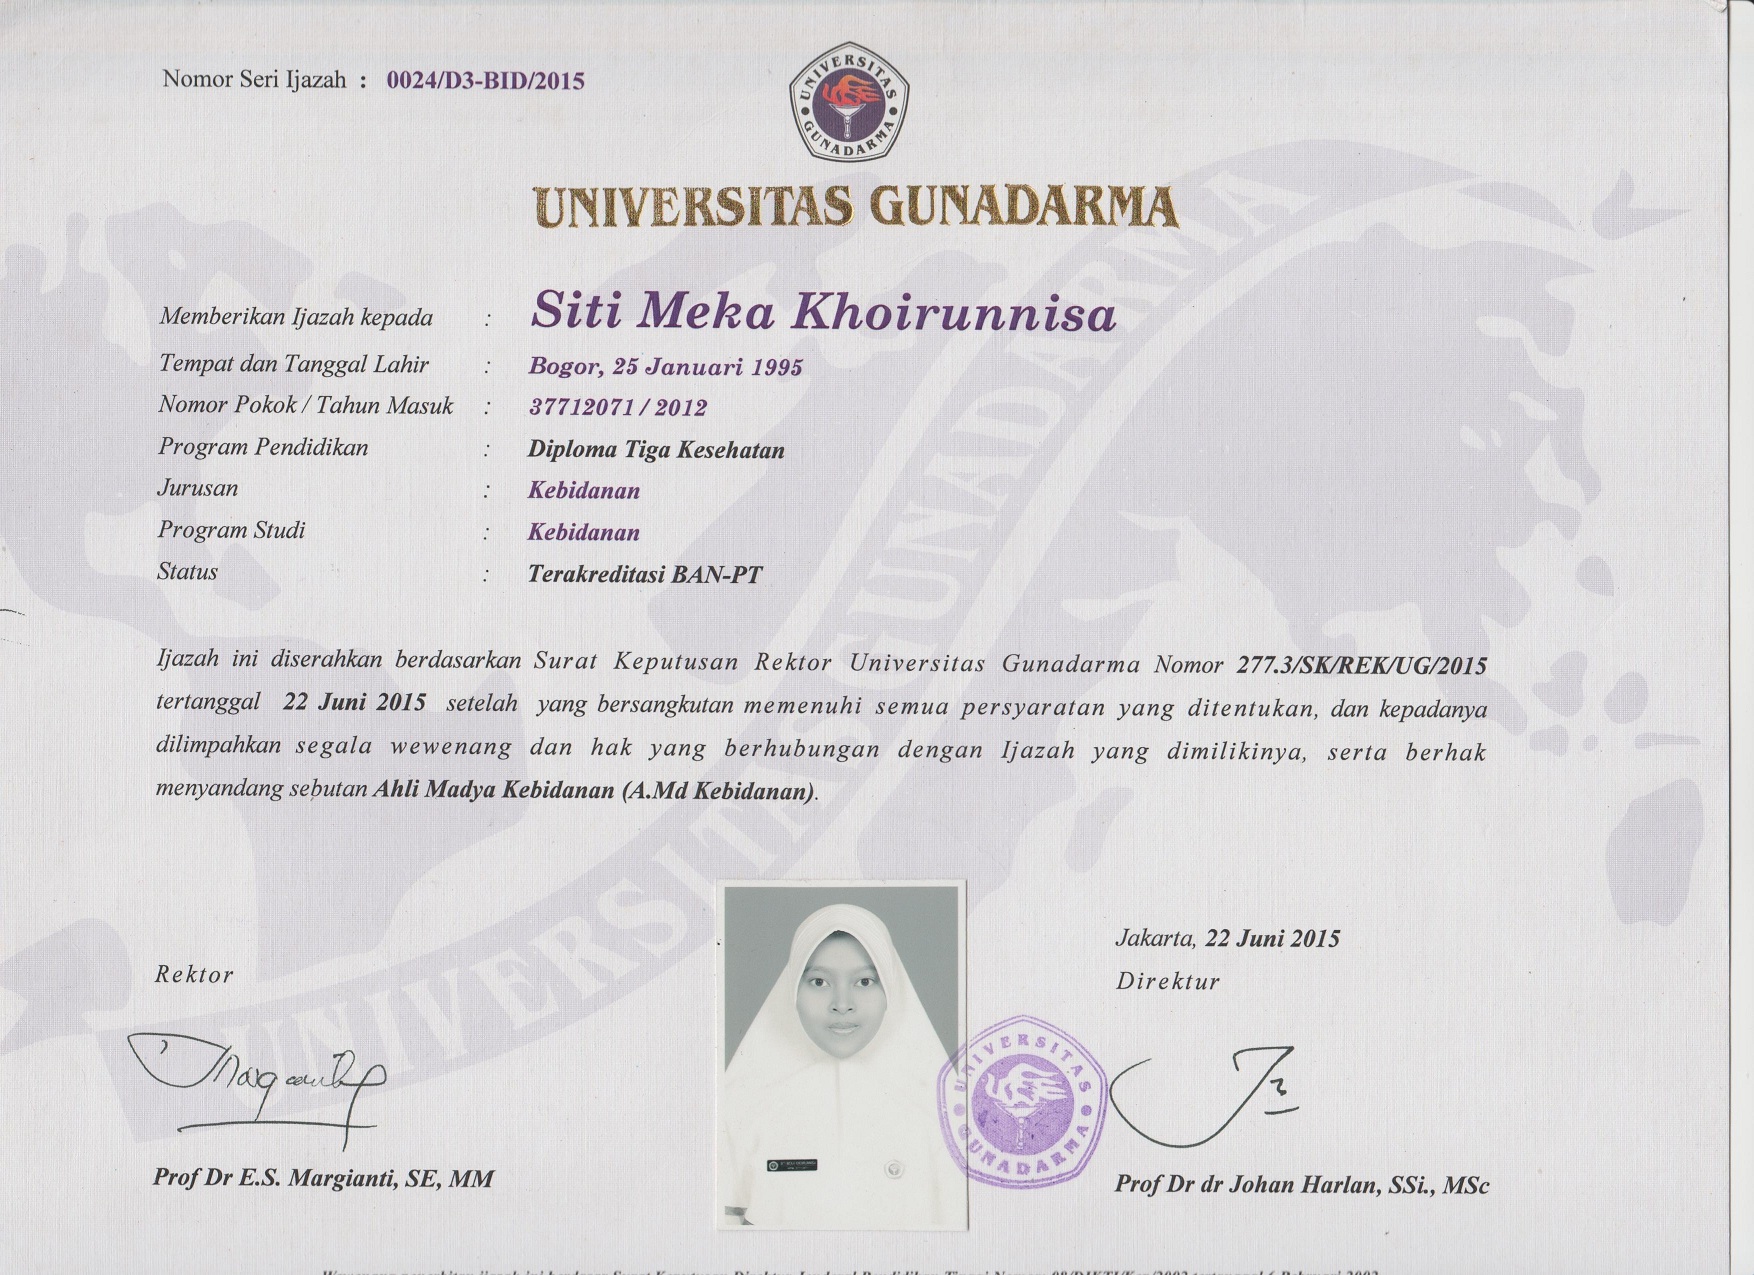 Nomor Seri Ijazah : 0024/D3-BID/2015
UNIVERSITAS GUNADARMA
UNIVERSITAS GUNADARMA
Memberikan Ijazah kepada : Siti Meka Khoirunnisa
Tempat dan Tanggal Lahir : Bogor, 25 Januari 1995
Nomor Pokok / Tahun Masuk : 37712071 / 2012
Program Pendidikan : Diploma Tiga Kesehatan
Jurusan : Kebidanan
Program Studi : Kebidanan
Status : Terakreditasi BAN-PT
Ijazah ini diserahkan berdasarkan Surat Keputusan Rektor Universitas Gunadarma Nomor 277.3/SK/REK/UG/2015
tertanggal 22 Juni 2015 setelah yang bersangkutan memenuhi semua persyaratan yang ditentukan, dan kepadanya
dilimpahkan segala wewenang dan hak yang berhubungan dengan Ijazah yang dimilikinya, serta berhak
menyandang sebutan Ahli Madya Kebidanan (A.Md Kebidanan).
UNIVERSITAS GUNADARMA
Jakarta, 22 Juni 2015
Rektor
Direktur
UNIVERSITAS GUNADARMA
Prof Dr E.S. Margianti, SE, MM
Prof Dr dr Johan Harlan, SSi., MSc